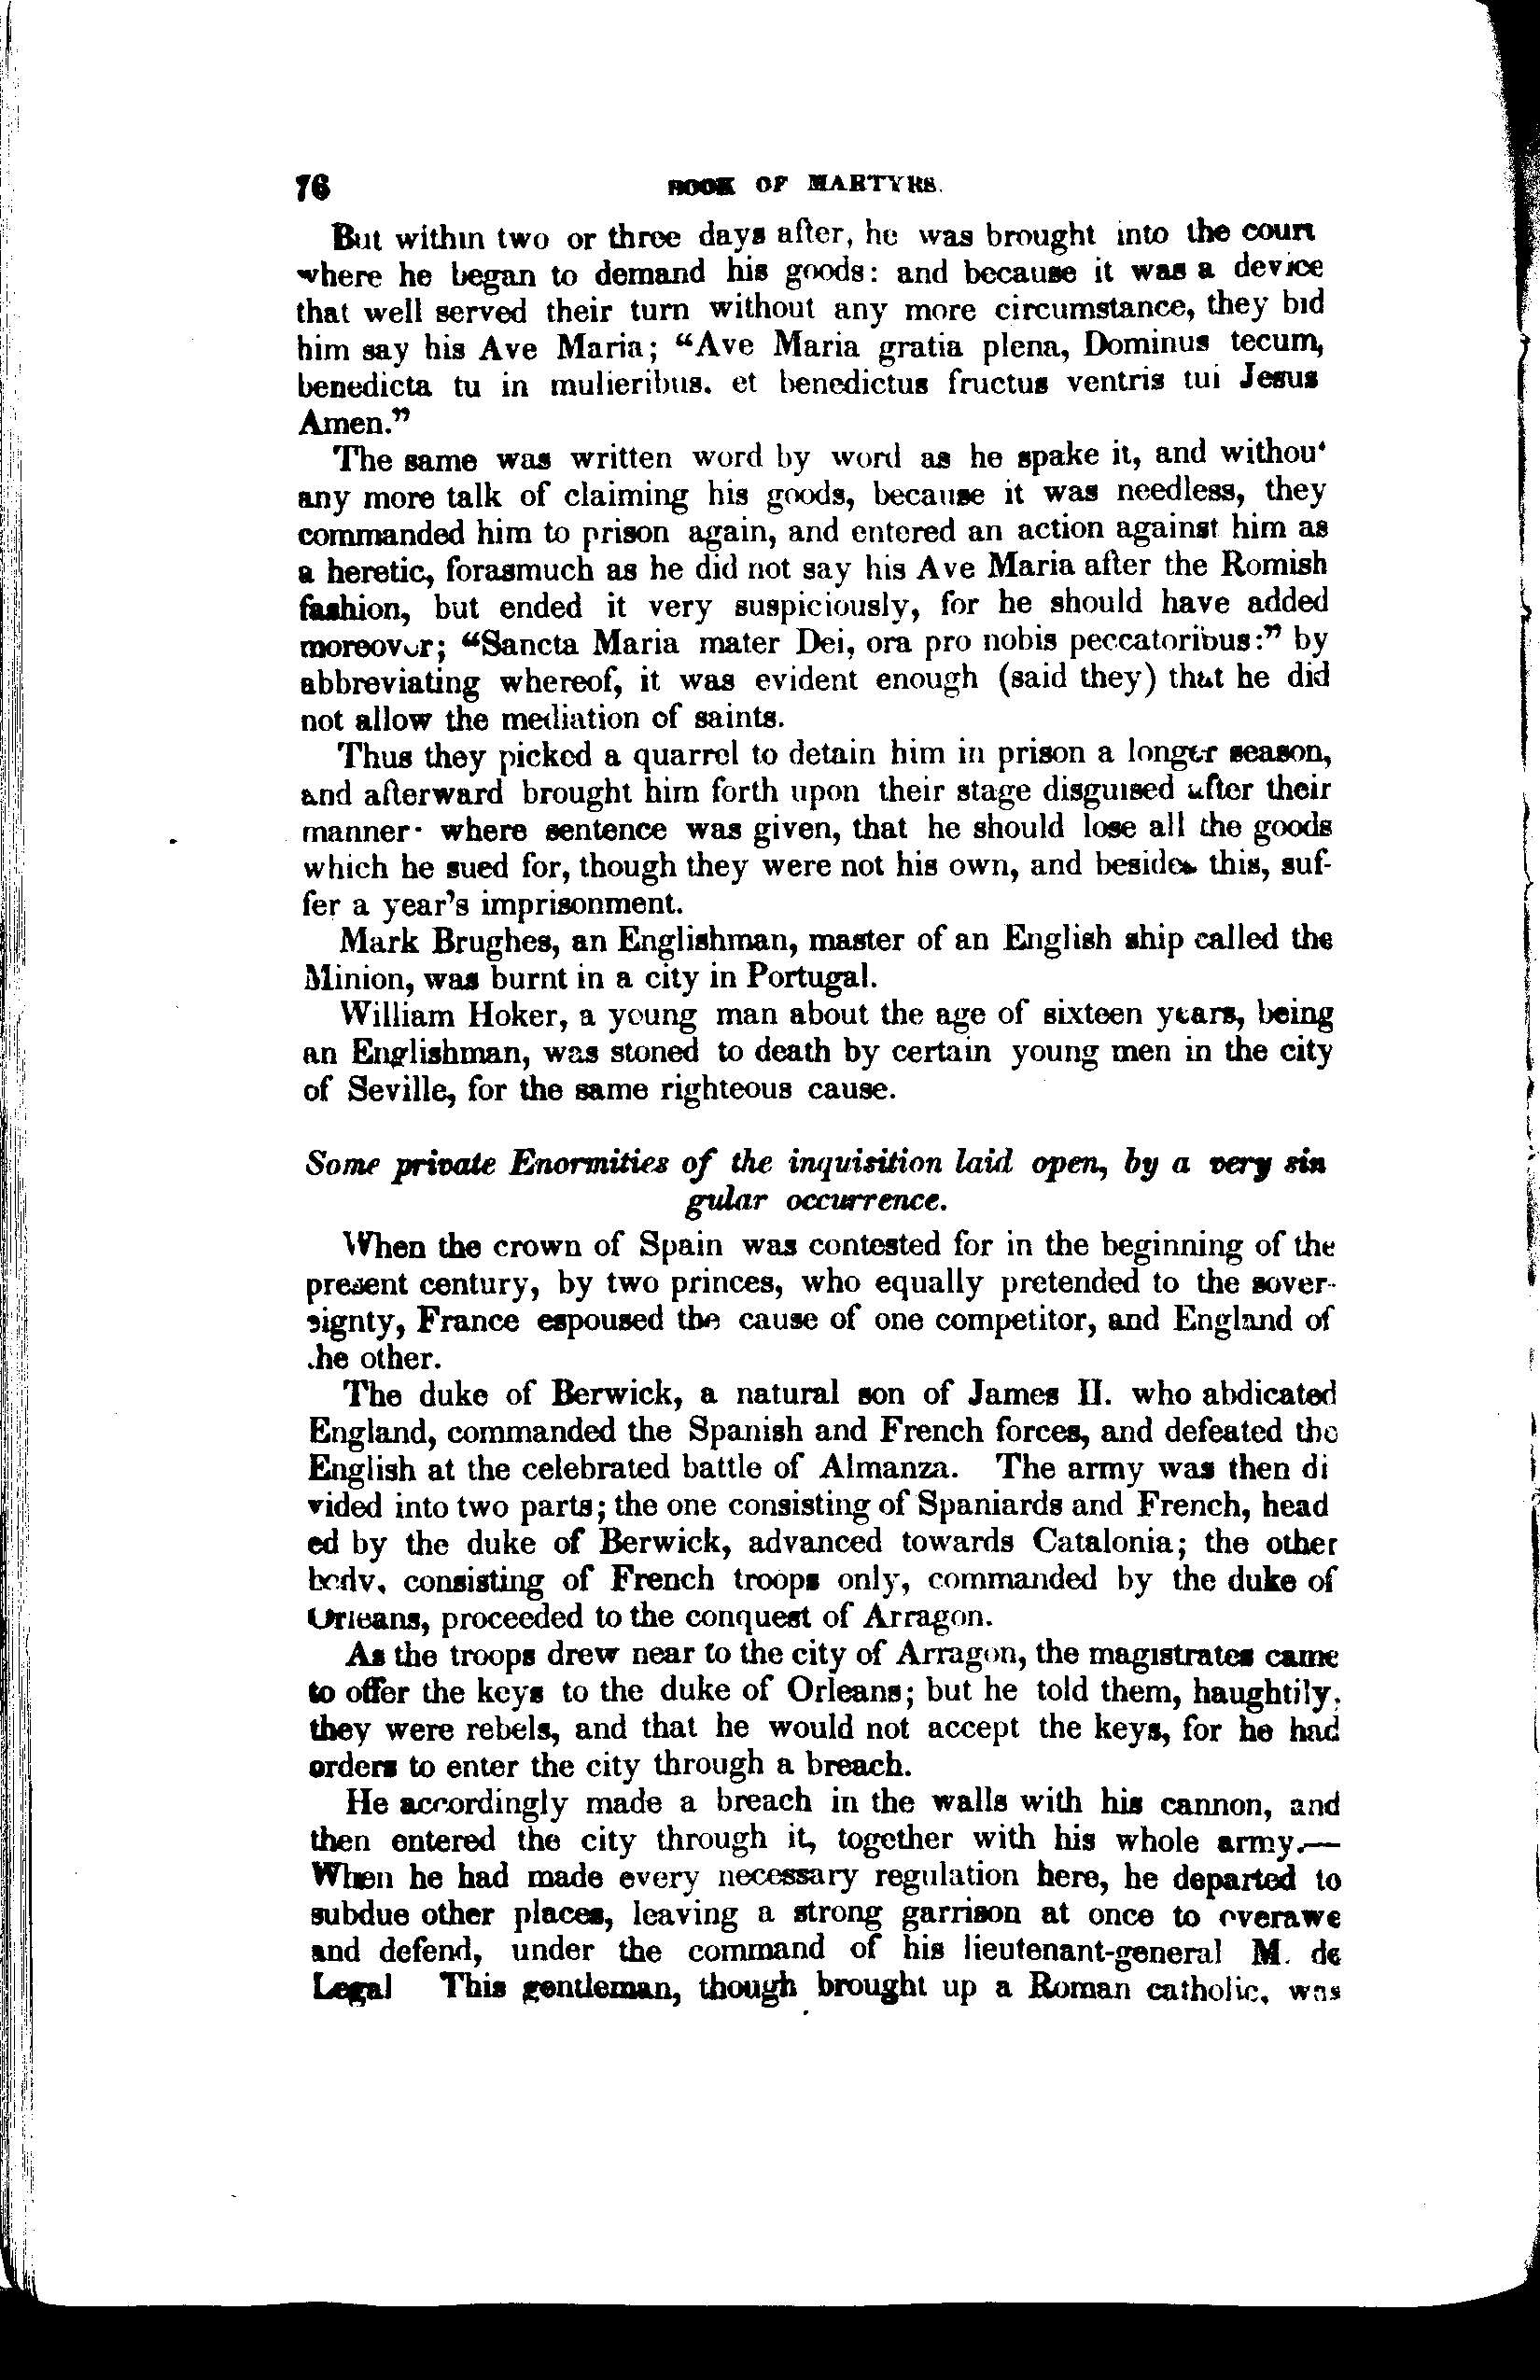 76 BOOK OF MARTYRS.
But within two or three days after, he was brought into the court
where he began to demand his goods: and because it was a device
that well served their turn without any more circumstance, they bid
him say his Ave Maria; “Ave Maria gratia plena, Dominus tecum,
benedicta tu in mulieribus. et benedictus fructus ventris tui Jesus
Amen.”
The same was written word by word as he spake it, and without
any more talk of claiming his goods, because it was needless, they
commanded him to prison again, and entered an action against him as
a heretic, forasmuch as he did not say his Ave Maria after the Romish
fashion, but ended it very suspiciously, for he should have added
moreover; “Sancta Maria mater Dei, ora pro nobis peccatoribus:” by
abbreviating whereof, it was evident enough (said they) that he did
not allow the mediation of saints.
Thus they picked a quarrel to detain him in prison a longer season,
and afterward brought him forth upon their stage disguised after their
manner· where sentence was given, that he should lose all the goods
which he sued for, though they were not his own, and besides this, suf-
fer a year’s imprisonment.
Mark Brughes, an Englishman, master of an English ship called the
Minion, was burnt in a city in Portugal.
William Hoker, a young man about the age of sixteen years, being
an Englishman, was stoned to death by certain young men in the city
of Seville, for the same righteous cause.
Some private Enormities of the inquisition laid open, by a very sin
gular occurrence.
When the crown of Spain was contested for in the beginning of the
present century, by two princes, who equally pretended to the sover-
eignty, France espoused the cause of one competitor, and England of
the other.
The duke of Berwick, a natural son of James II. who abdicated
England, commanded the Spanish and French forces, and defeated the
English at the celebrated battle of Almanza. The army was then di
vided into two parts; the one consisting of Spaniards and French, head
ed by the duke of Berwick, advanced towards Catalonia; the other
body, consisting of French troops only, commanded by the duke of
Orleans, proceeded to the conquest of Arragon.
As the troops drew near to the city of Arragon, the magistrates came
to offer the keys to the duke of Orleans; but he told them, haughtily,
they were rebels, and that he would not accept the keys, for he had
orders to enter the city through a breach.
He accordingly made a breach in the walls with his cannon, and
then entered the city through it, together with his whole army.—
When he had made every necessary regulation here, he departed to
subdue other places, leaving a strong garrison at once to overawe
and defend, under the command of his lieutenant-general M. de
Legal This gentleman, though brought up a Roman catholic, was